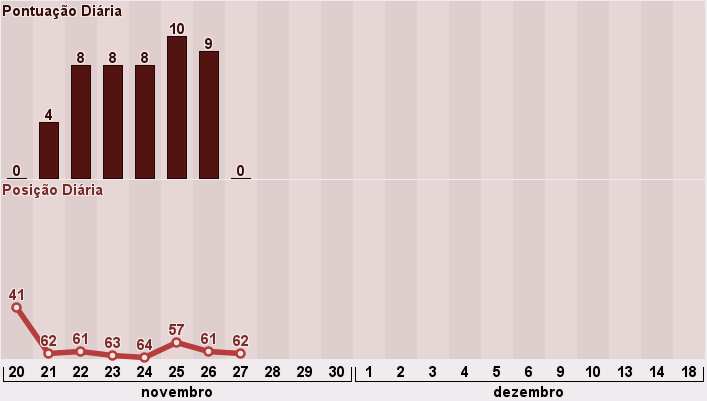 Pontuação Diária
0 4 8 8 8 10 9 0
Posição Diária
41 62 61 63 64 57 61 62
20 21 22 23 24 25 26 27 28 29 30 1 2 3 4 5 6 9 10 13 14 18
novembro dezembro